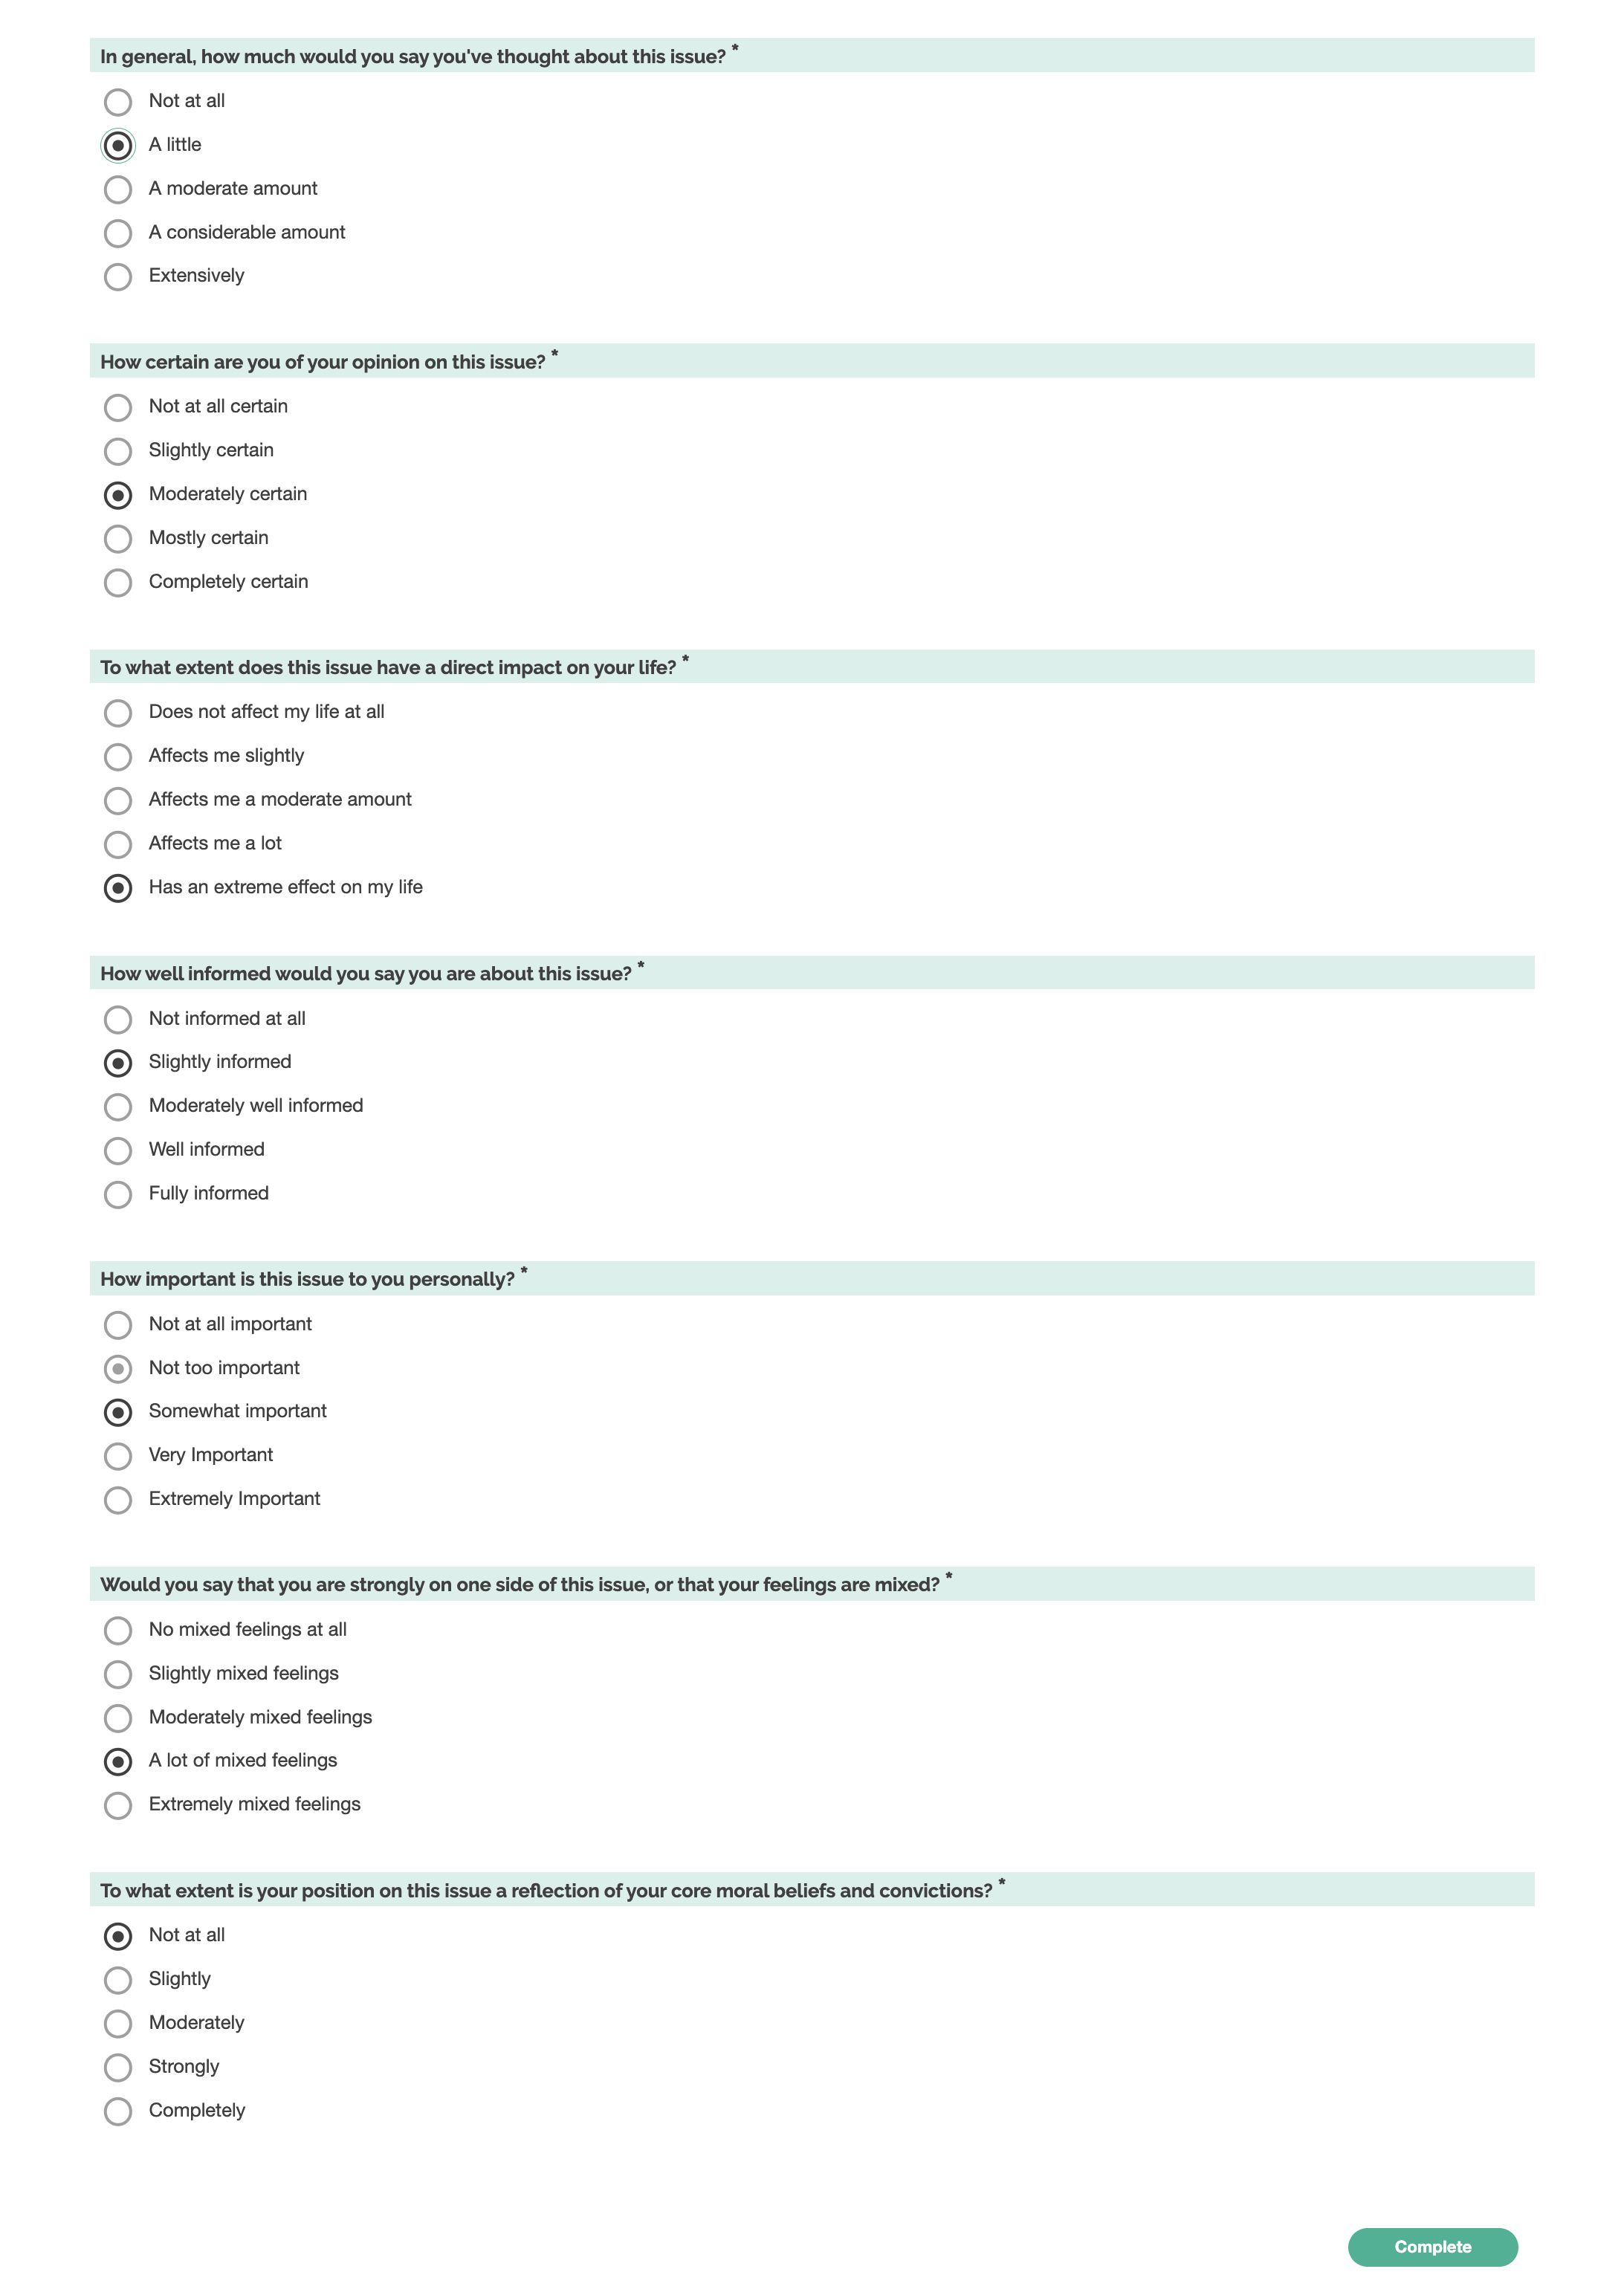 In general, how much would you say you've thought about this issue? *
Not at all
A little
A moderate amount
A considerable amount
Extensively
How certain are you of your opinion on this issue? *
Not at all certain
Slightly certain
Moderately certain
Mostly certain
Completely certain
To what extent does this issue have a direct impact on your life? *
Does not affect my life at all
Affects me slightly
Affects me a moderate amount
Affects me a lot
Has an extreme effect on my life
How well informed would you say you are about this issue? *
Not informed at all
Slightly informed
Moderately well informed
Well informed
Fully informed
How important is this issue to you personally? *
Not at all important
Not too important
Somewhat important
Very Important
Extremely Important
Would you say that you are strongly on one side of this issue, or that your feelings are mixed? *
No mixed feelings at all
Slightly mixed feelings
Moderately mixed feelings
A lot of mixed feelings
Extremely mixed feelings
To what extent is your position on this issue a reflection of your core moral beliefs and convictions? *
Not at all
Slightly
Moderately
Strongly
Completely
Complete